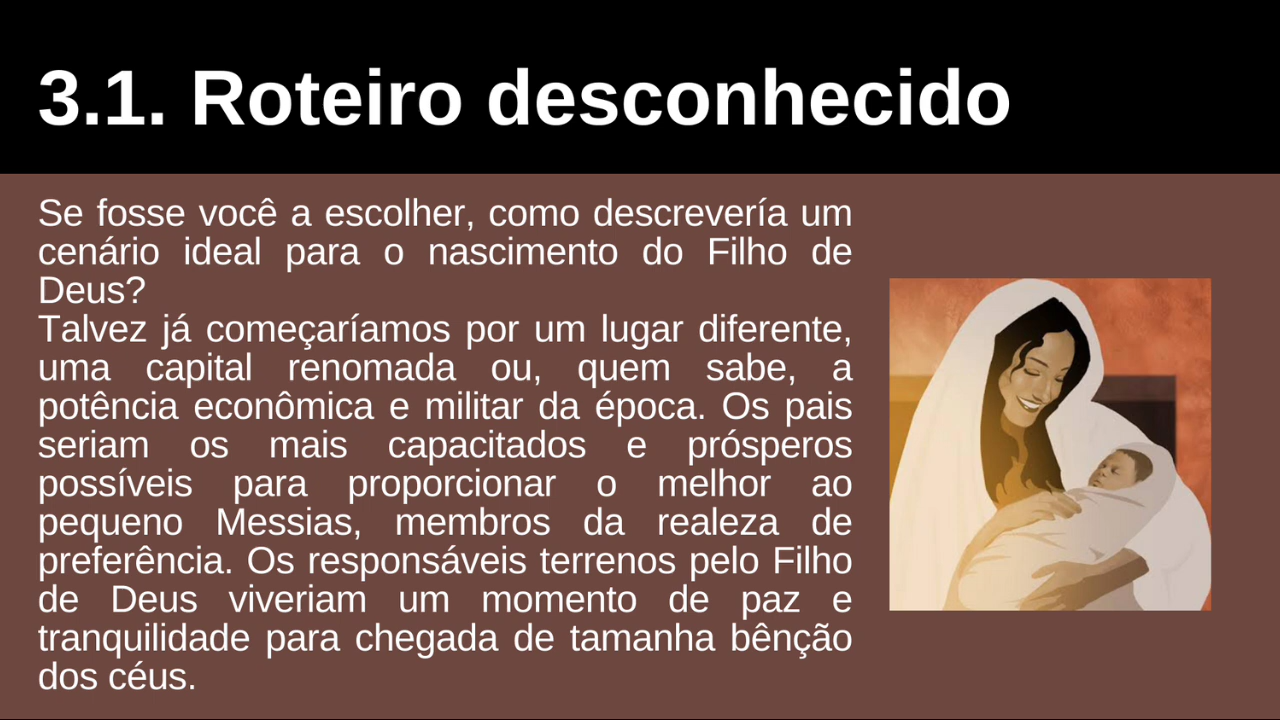 3.1. Roteiro desconhecido
Se fosse você a escolher, como descrevería um
cenário ideal para o nascimento do Filho de
Deus?
Talvez já começaríamos por um lugar diferente,
uma capital renomada ou, quem sabe, a
potência econômica e militar da época. Os pais
seriam os mais capacitados e prósperos
possíveis para proporcionar o melhor ao
pequeno Messias, membros da realeza de
preferência. Os responsáveis terrenos pelo Filho
de Deus viveriam um momento de paz e
tranquilidade para chegada de tamanha bênção
dos céus.